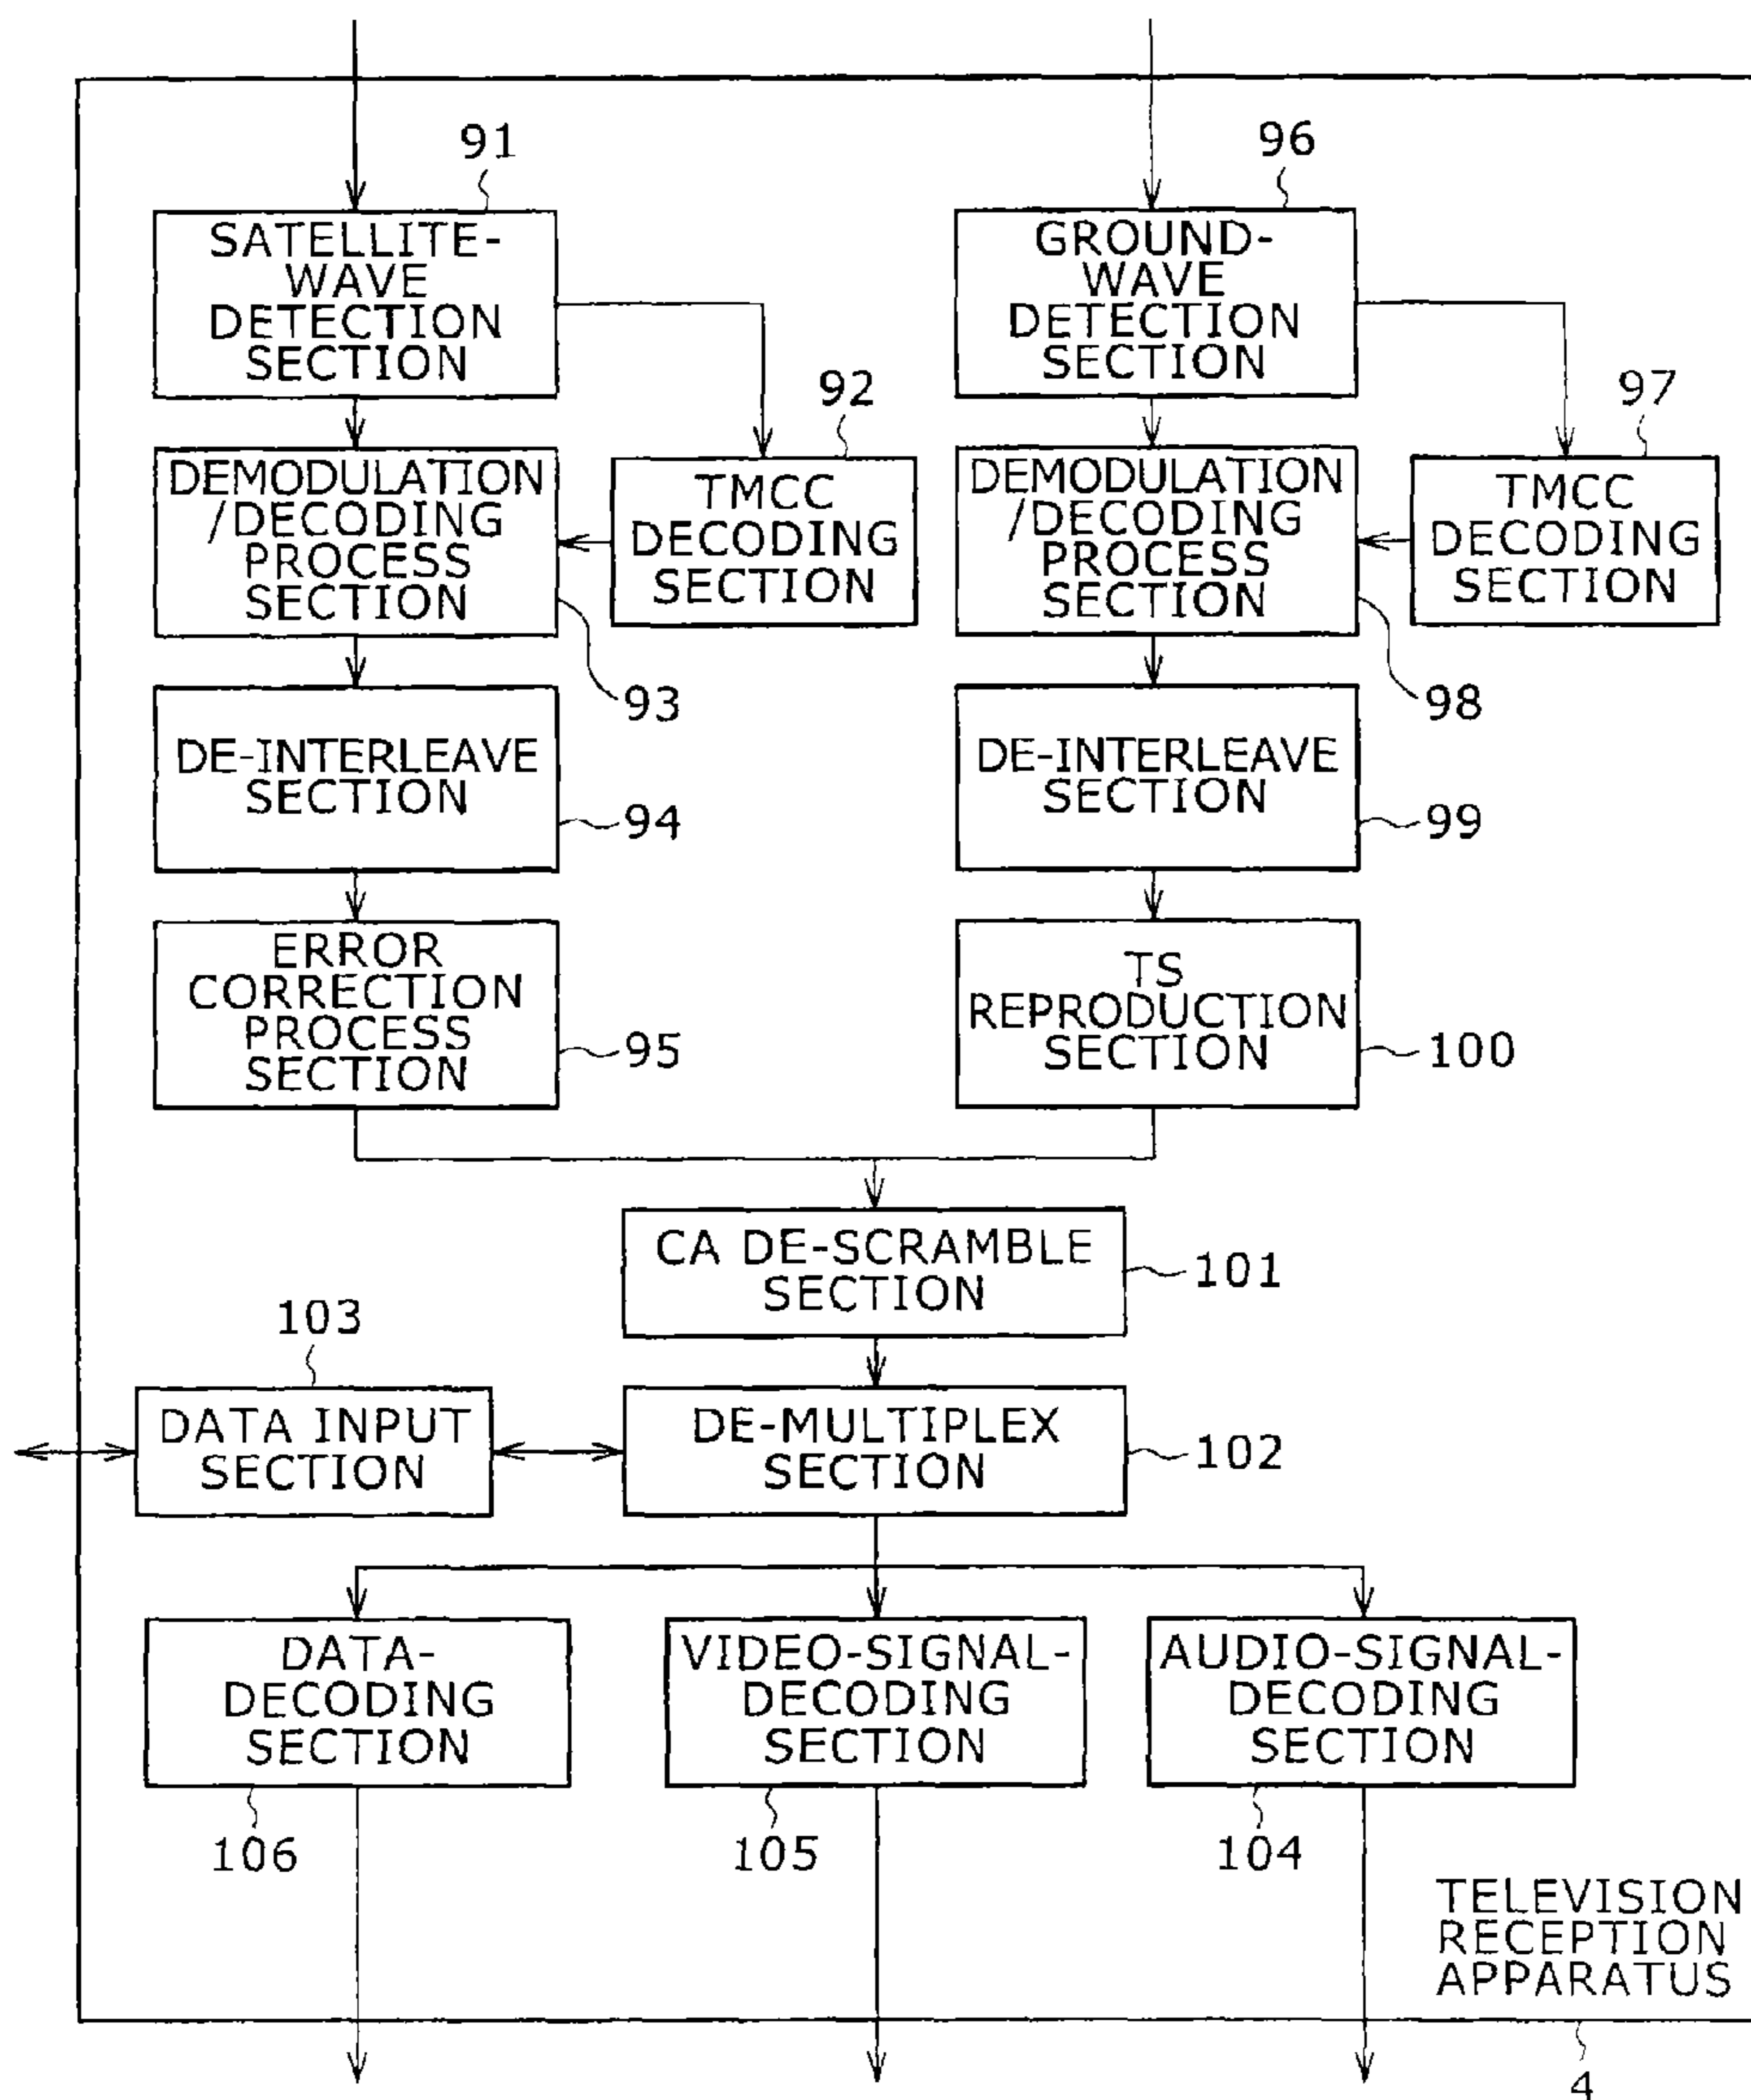 91
96
SATELLITE-
WAVE
DETECTION
SECTION
GROUND-
WAVE
DETECTION
SECTION
92
97
DEMODULATION
/DECODING
PROCESS
SECTION
TMCC
DECODING
SECTION
DEMODULATION
/DECODING
PROCESS
SECTION
TMCC
DECODING
SECTION
93
98
DE-INTERLEAVE
SECTION
94
DE-INTERLEAVE
SECTION
99
ERROR
CORRECTION
PROCESS
SECTION
95
TS
REPRODUCTION
SECTION
100
CA DE-SCRAMBLE
SECTION
101
103
DATA INPUT
SECTION
DE-MULTIPLEX
SECTION
102
DATA-
DECODING
SECTION
VIDEO-SIGNAL-
DECODING
SECTION
AUDIO-SIGNAL-
DECODING
SECTION
106
105
104
TELEVISION
RECEPTION
APPARATUS
4